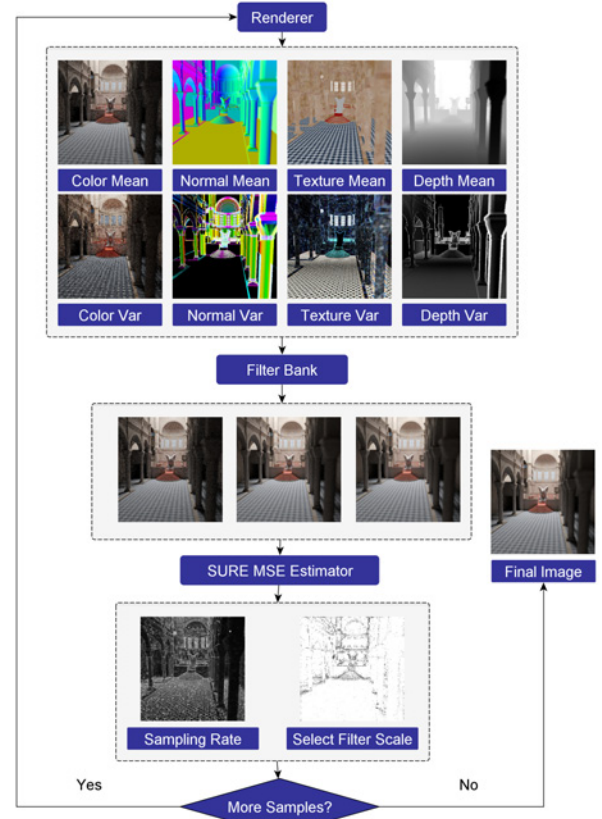 Renderer
Color Mean
Normal Mean
Texture Mean
Depth Mean
Color Var
Normal Var
Texture Var
Depth Var
Filter Bank
SURE MSE Estimator
Final Image
Sampling Rate
Select Filter Scale
Yes
No
More Samples?